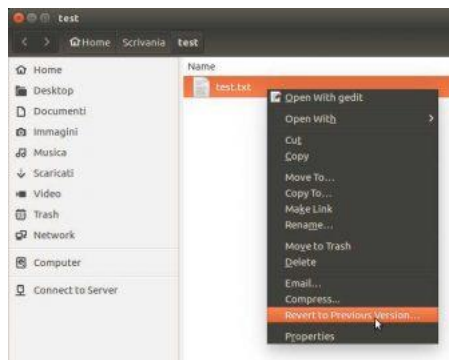 test
Home Scrivania test
Home
Desktop
Documenti
Immagini
Musica
Scaricati
Video
Trash
Network
Computer
Connect to Server
Name
test.txt
Open With gedit
Open With
Cut
Copy
Move To...
Copy To...
Make Link
Rename...
Move to Trash
Delete
Email...
Compress...
Revert to Previous Version...
Properties